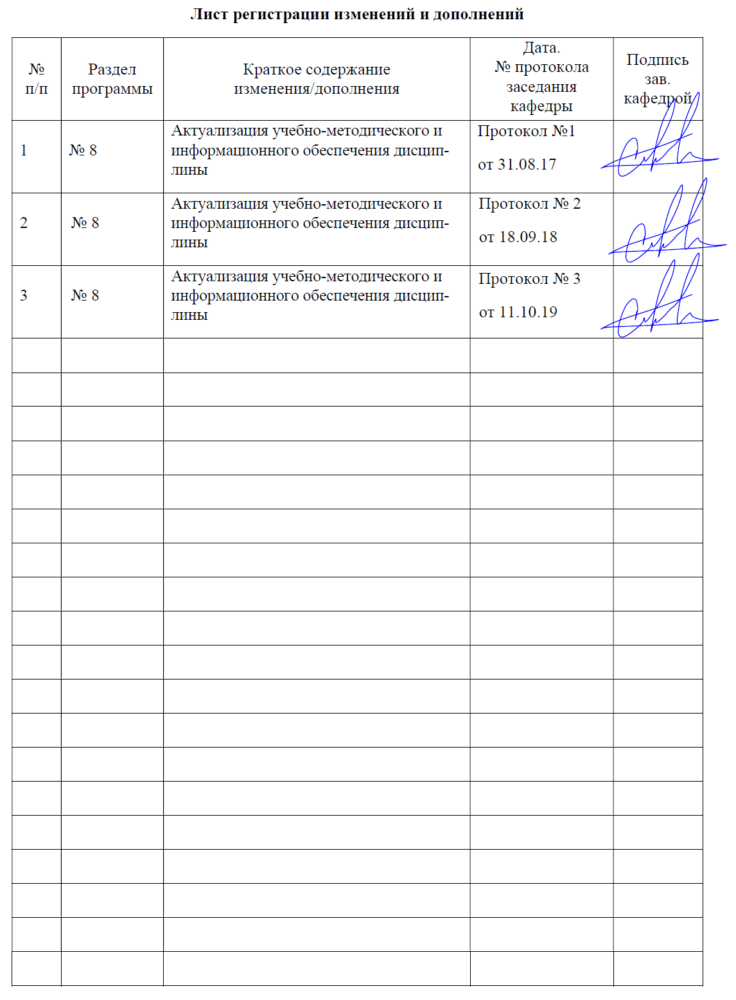 Лист регистрации изменений и дополнений
№
п/п
Раздел
программы
Краткое содержание
изменения/дополнения
Дата.
№ протокола
заседания
кафедры
Подпись
зав.
кафедрой
1
№ 8
Актуализация учебно-методического и
информационного обеспечения дисцип-
лины
Протокол №1
от 31.08.17
2
№ 8
Актуализация учебно-методического и
информационного обеспечения дисцип-
лины
Протокол № 2
от 18.09.18
3
№ 8
Актуализация учебно-методического и
информационного обеспечения дисцип-
лины
Протокол № 3
от 11.10.19